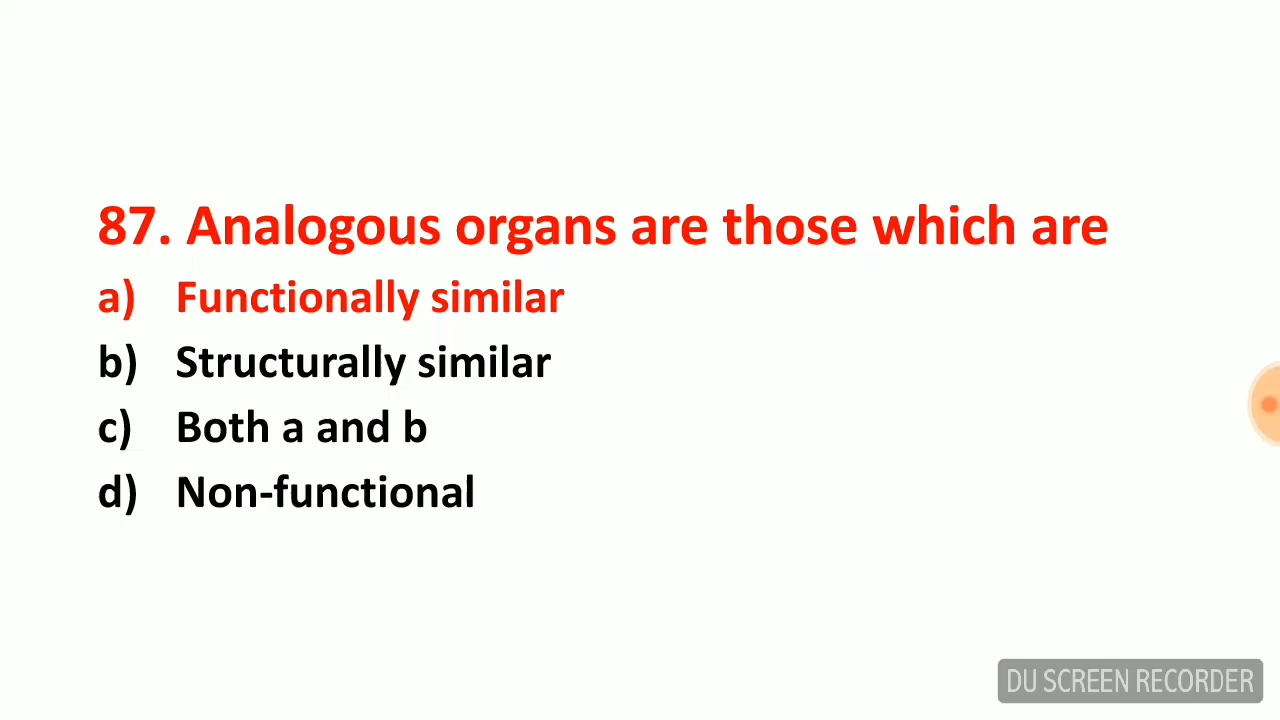 87. Analogous organs are those which are
a) Functionally similar
b) Structurally similar
c) Both a and b
d) Non-functional
DU SCREEN RECORDER